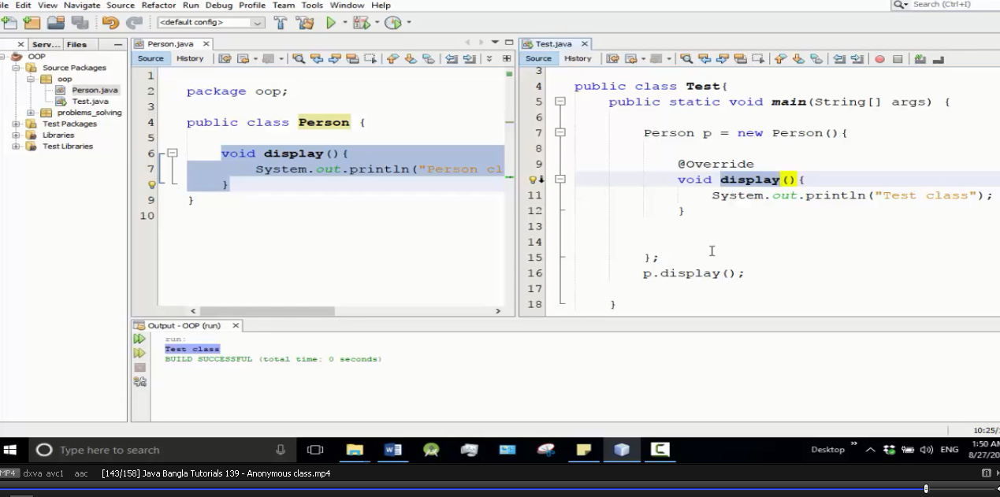 ile Edit View Navigate Source Refactor Run Debug Profile Team Tools Window Help
Search (Ctrl+I)
<default config>
Serv... Files
Person.java
Test.java
Source History
Source History
OOP
Source Packages
oop
Person.java
Test.java
problems_solving
Test Packages
Libraries
Test Libraries
1
2 package oop;
3
4 public class Person {
5
6 void display(){
7 System.out.println("Person cl
}
9 }
10
3
4 public class Test{
5 public static void main(String[] args) {
6
7 Person p = new Person(){
8
9 @Override
void display(){
11 System.out.println("Test class");
12 }
13
14
15 };
16 p.display();
17
18 }
Output - OOP (run)
run:
Test class
BUILD SUCCESSFUL (total time: 0 seconds)
10:25/
Type here to search
Desktop
ENG
1:50 AM
8/27/20
MP4 dxva avc1 aac [143/158] Java Bangla Tutorials 139 - Anonymous class.mp4